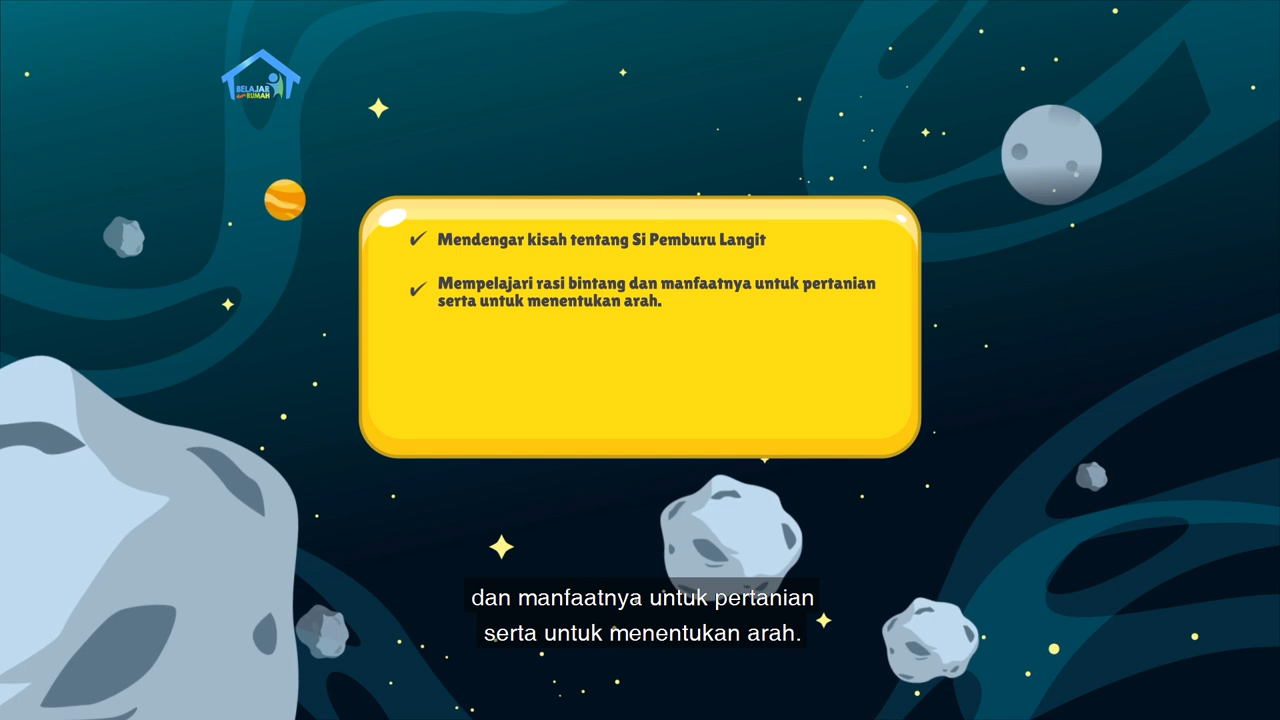 BELAJAR
dari RUMAH
✓ Mendengar kisah tentang Si Pemburu Langit
✓ Mempelajari rasi bintang dan manfaatnya untuk pertanian
serta untuk menentukan arah.
dan manfaatnya untuk pertanian
serta untuk menentukan arah.